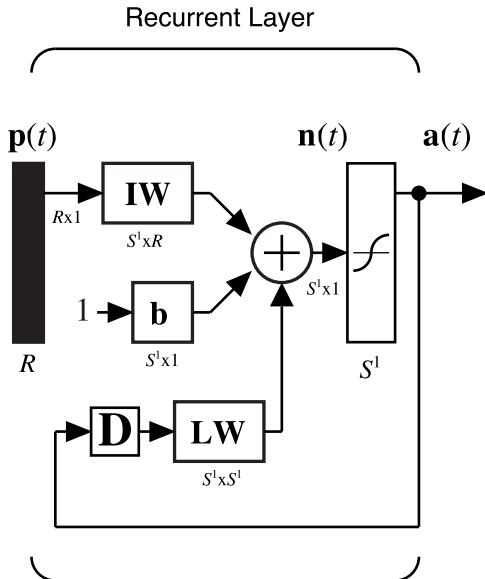 Recurrent Layer
p(t) n(t) a(t)
IW
Rx1
S¹xR
+
S¹x1
1 b
R
S¹x1
S¹
D LW
S¹xS¹